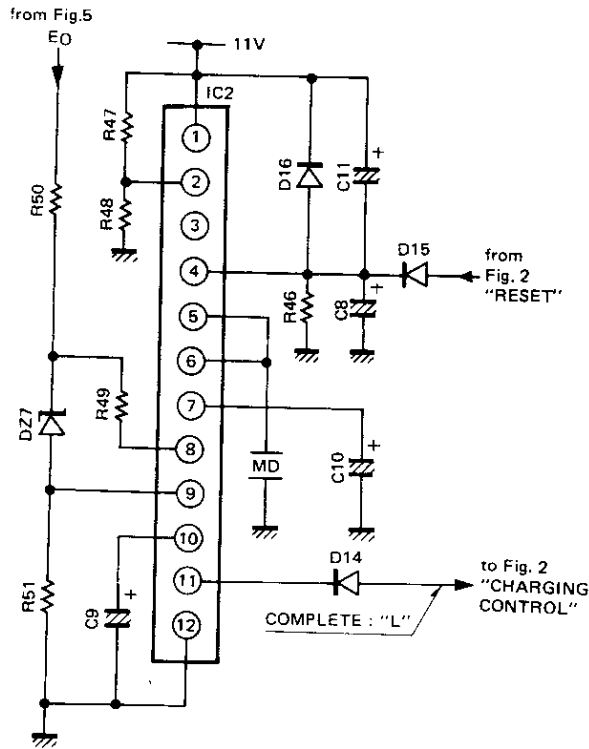 from Fig.5
EO
11V
IC2
R47
1
D16
C11
+
R50
2
R48
3
D15
from
Fig. 2
"RESET"
4
R46
C8
+
5
6
R49
7
DZ7
MD
C10
+
8
9
10
D14
to Fig. 2
"CHARGING
CONTROL"
11
R51
C9
+
COMPLETE : "L"
12